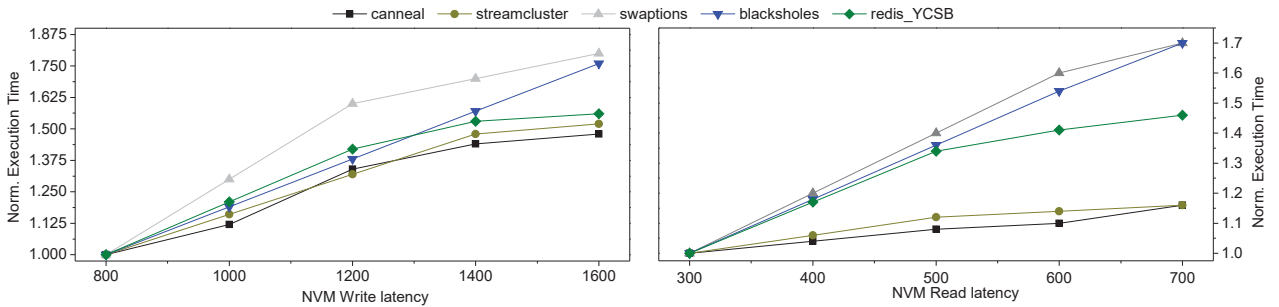 canneal streamcluster swaptions blacksholes redis_YCSB
Norm. Execution Time
1.875
1.750
1.625
1.500
1.375
1.250
1.125
1.000
800 1000 1200 1400 1600
NVM Write latency
300 400 500 600 700
NVM Read latency
1.7
1.6
1.5
1.4
1.3
1.2
1.1
1.0
Norm. Execution Time